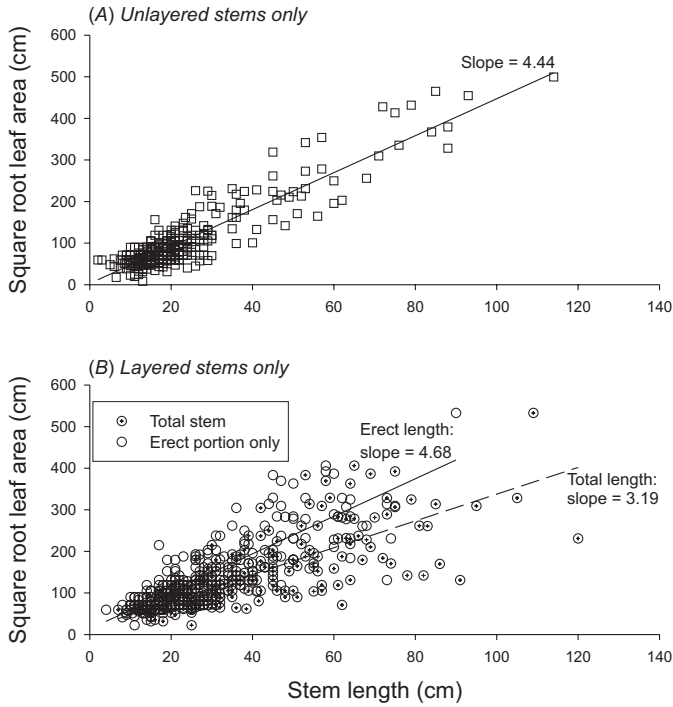 (A) Unlayered stems only
Square root leaf area (cm)
600
500
400
300
200
100
0
Slope = 4.44
0 20 40 60 80 100 120 140
(B) Layered stems only
Square root leaf area (cm)
600
500
400
300
200
100
0
Total stem
Erect portion only
Erect length:
slope = 4.68
Total length:
slope = 3.19
0 20 40 60 80 100 120 140
Stem length (cm)